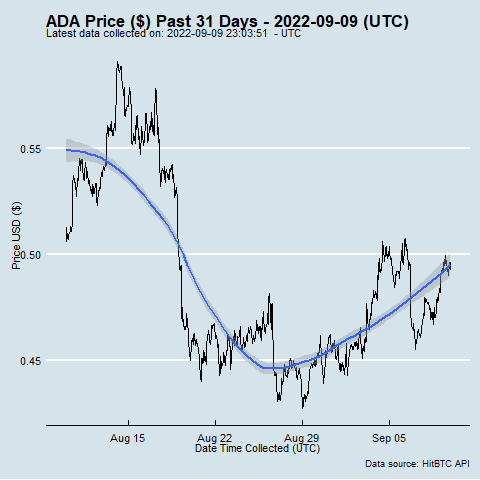 ADA Price ($) Past 31 Days - 2022-09-09 (UTC)
Latest data collected on: 2022-09-09 23:03:51 - UTC
Price USD ($)
0.55
0.50
0.45
Aug 15 Aug 22 Aug 29 Sep 05
Date Time Collected (UTC)
Data source: HitBTC API